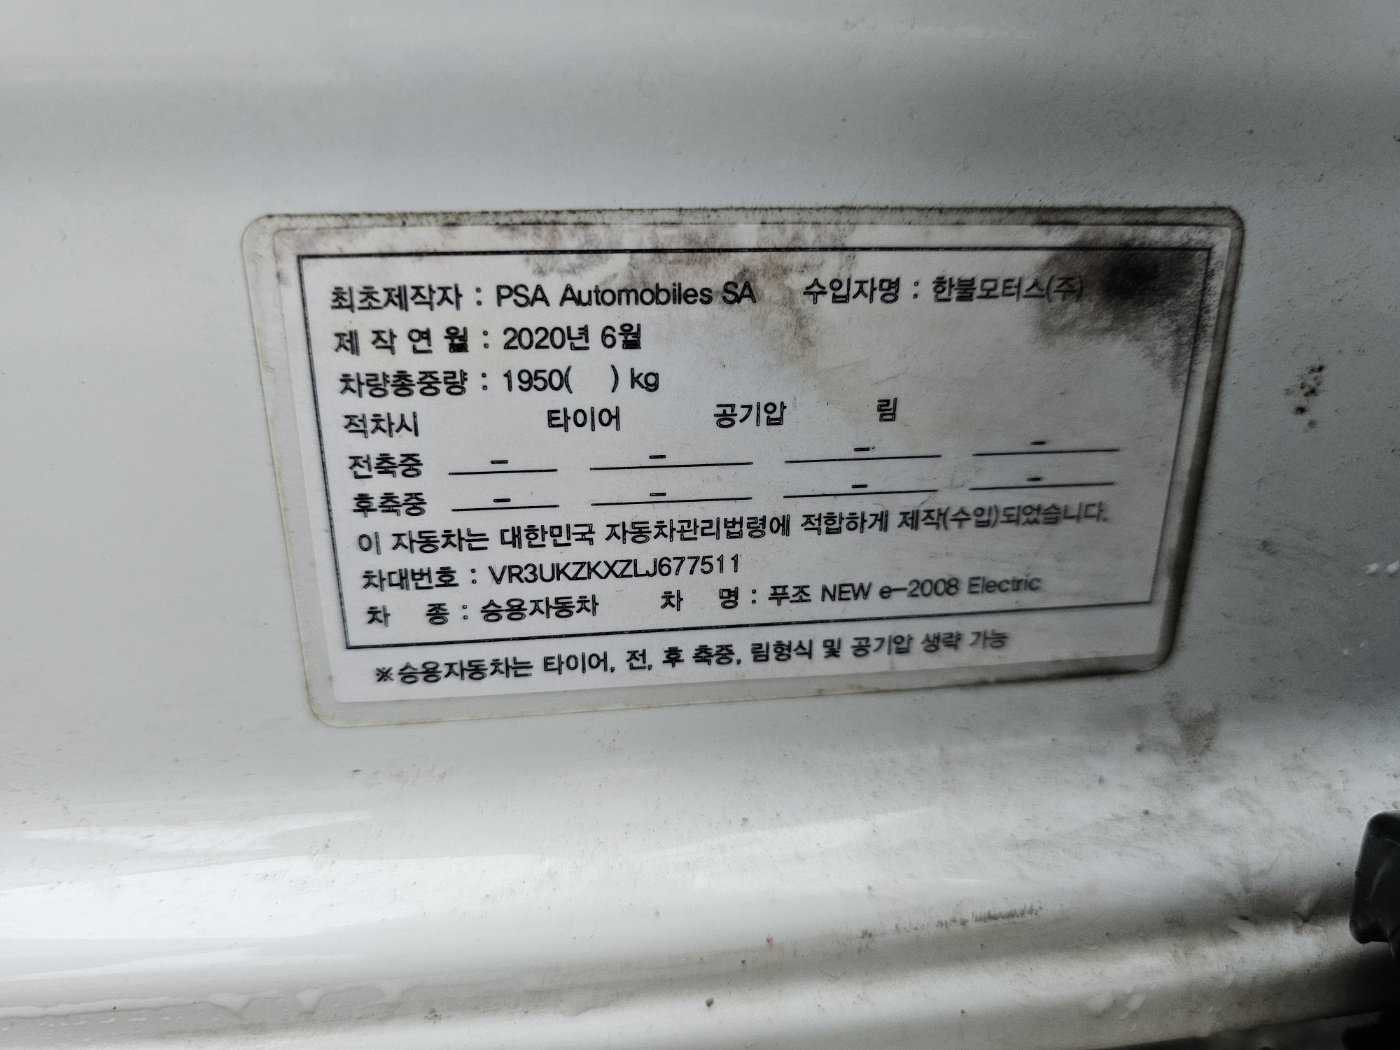 최초제작자 : PSA Automobiles SA 수입자명 : 한불모터스(주)
제 작 연 월 : 2020년 6월
차량총중량 : 1950( ) kg
적차시 타이어 공기압 림
전축중 – – – –
후축중 – – – –
이 자동차는 대한민국 자동차관리법령에 적합하게 제작(수입)되었습니다.
차대번호 : VR3UKZKXZLJ677511
차 종 : 승용자동차 차 명 : 푸조 NEW e-2008 Electric
※승용자동차는 타이어, 전, 후 축중, 림형식 및 공기압 생략 가능